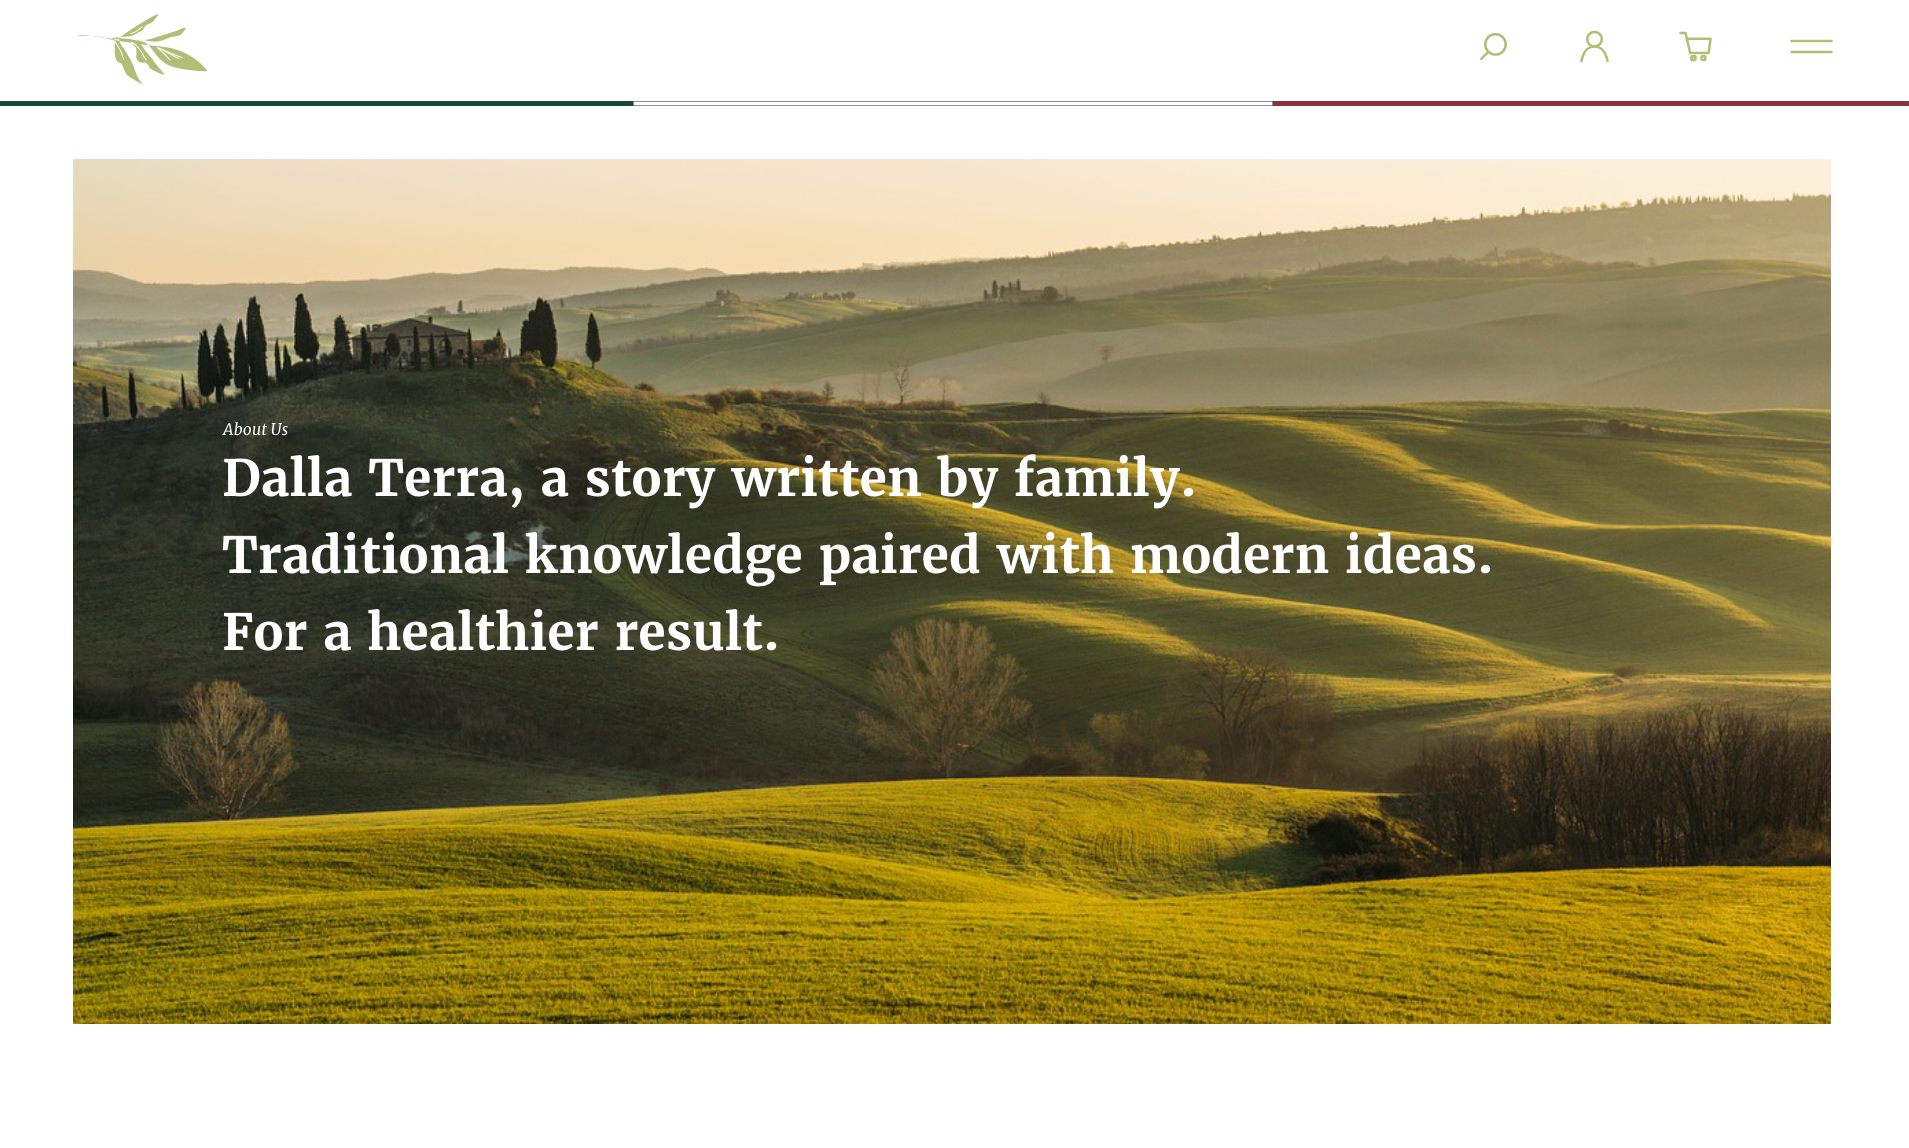 About Us
Dalla Terra, a story written by family.
Traditional knowledge paired with modern ideas.
For a healthier result.